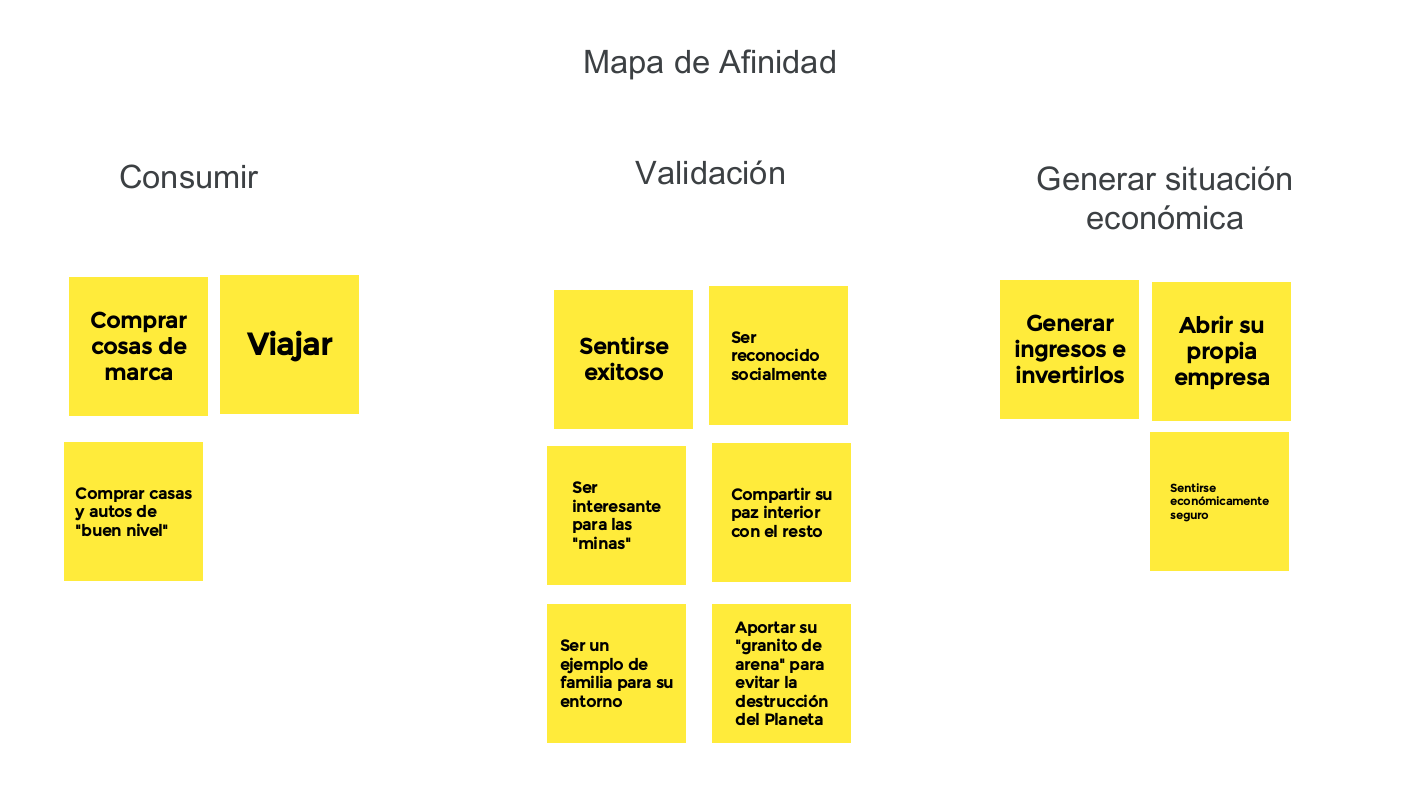 Mapa de Afinidad
Consumir
Comprar
cosas de
marca
Viajar
Comprar casas
y autos de
"buen nivel"
Validación
Sentirse
exitoso
Ser
reconocido
socialmente
Ser
interesante
para las
"minas"
Compartir su
paz interior
con el resto
Ser un
ejemplo de
familia para su
entorno
Aportar su
"granito de
arena" para
evitar la
destrucción
del Planeta
Generar situación
económica
Generar
ingresos e
invertirlos
Abrir su
propia
empresa
Sentirse
económicamente
seguro